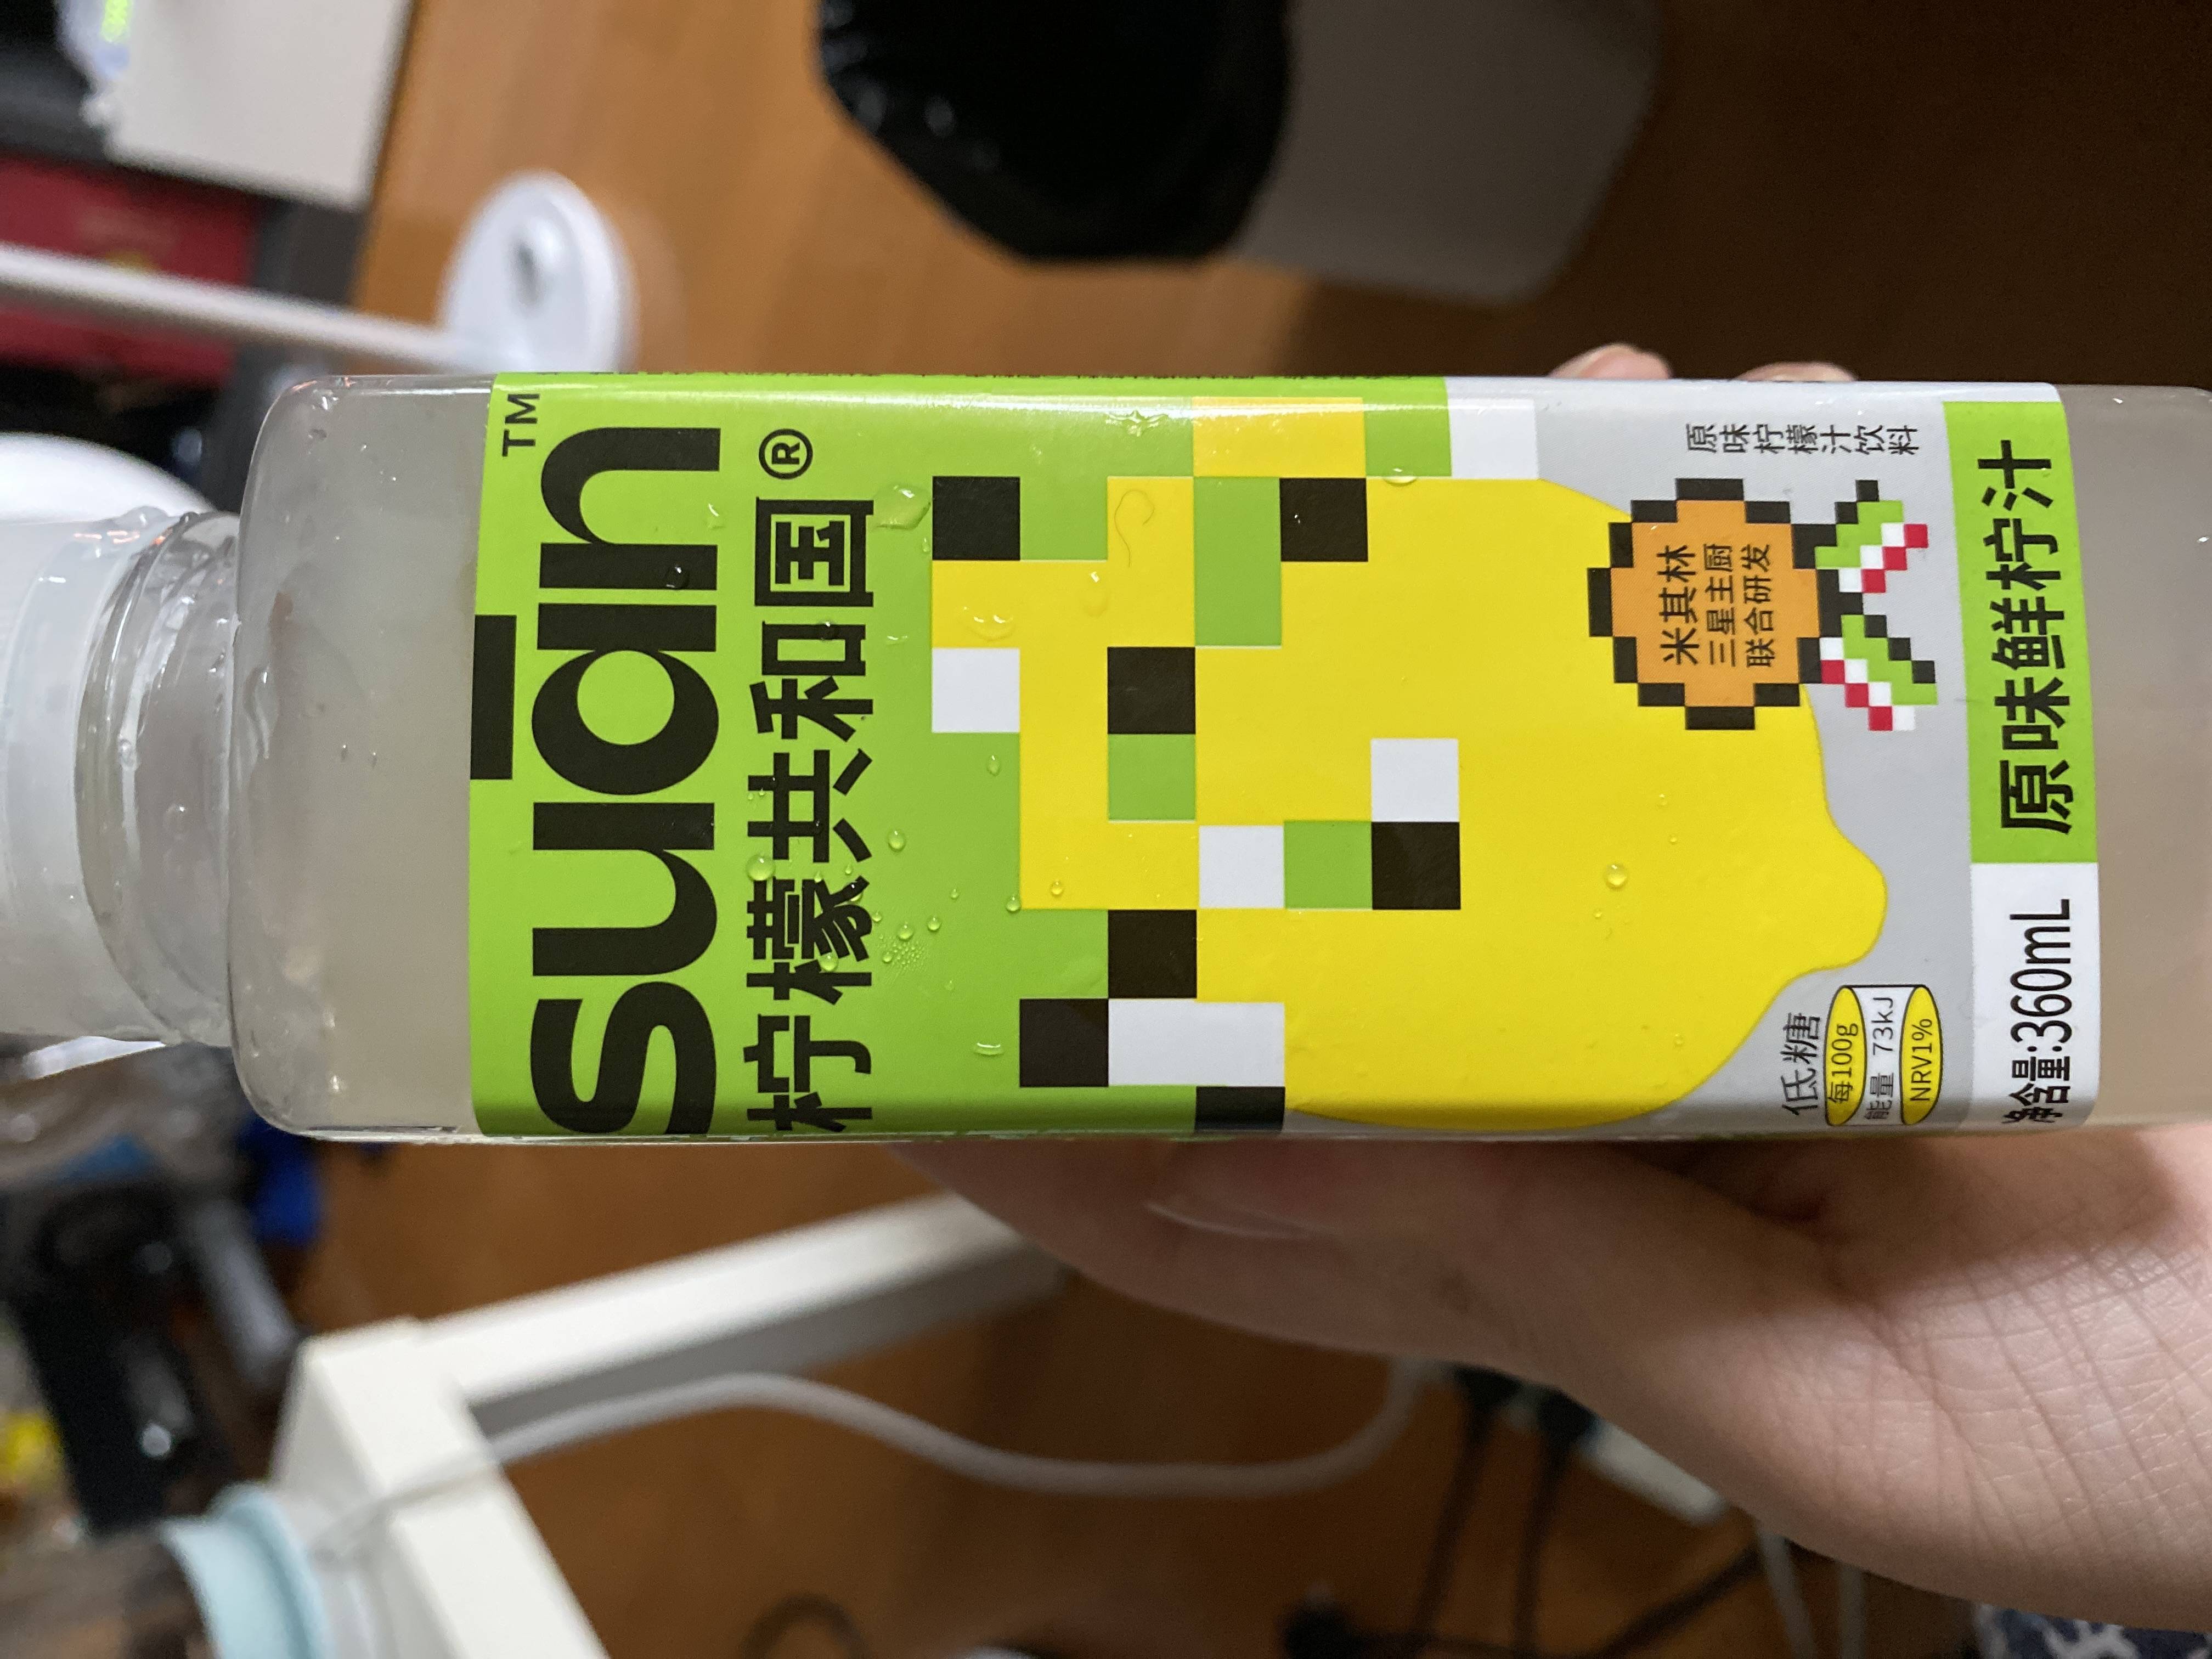 suān™
柠檬共和国®
原味柠檬汁饮料
米其林
三星主厨
联合研发
低糖
每100g
能量 73kJ
NRV1%
原味鲜柠汁
净含量:360mL